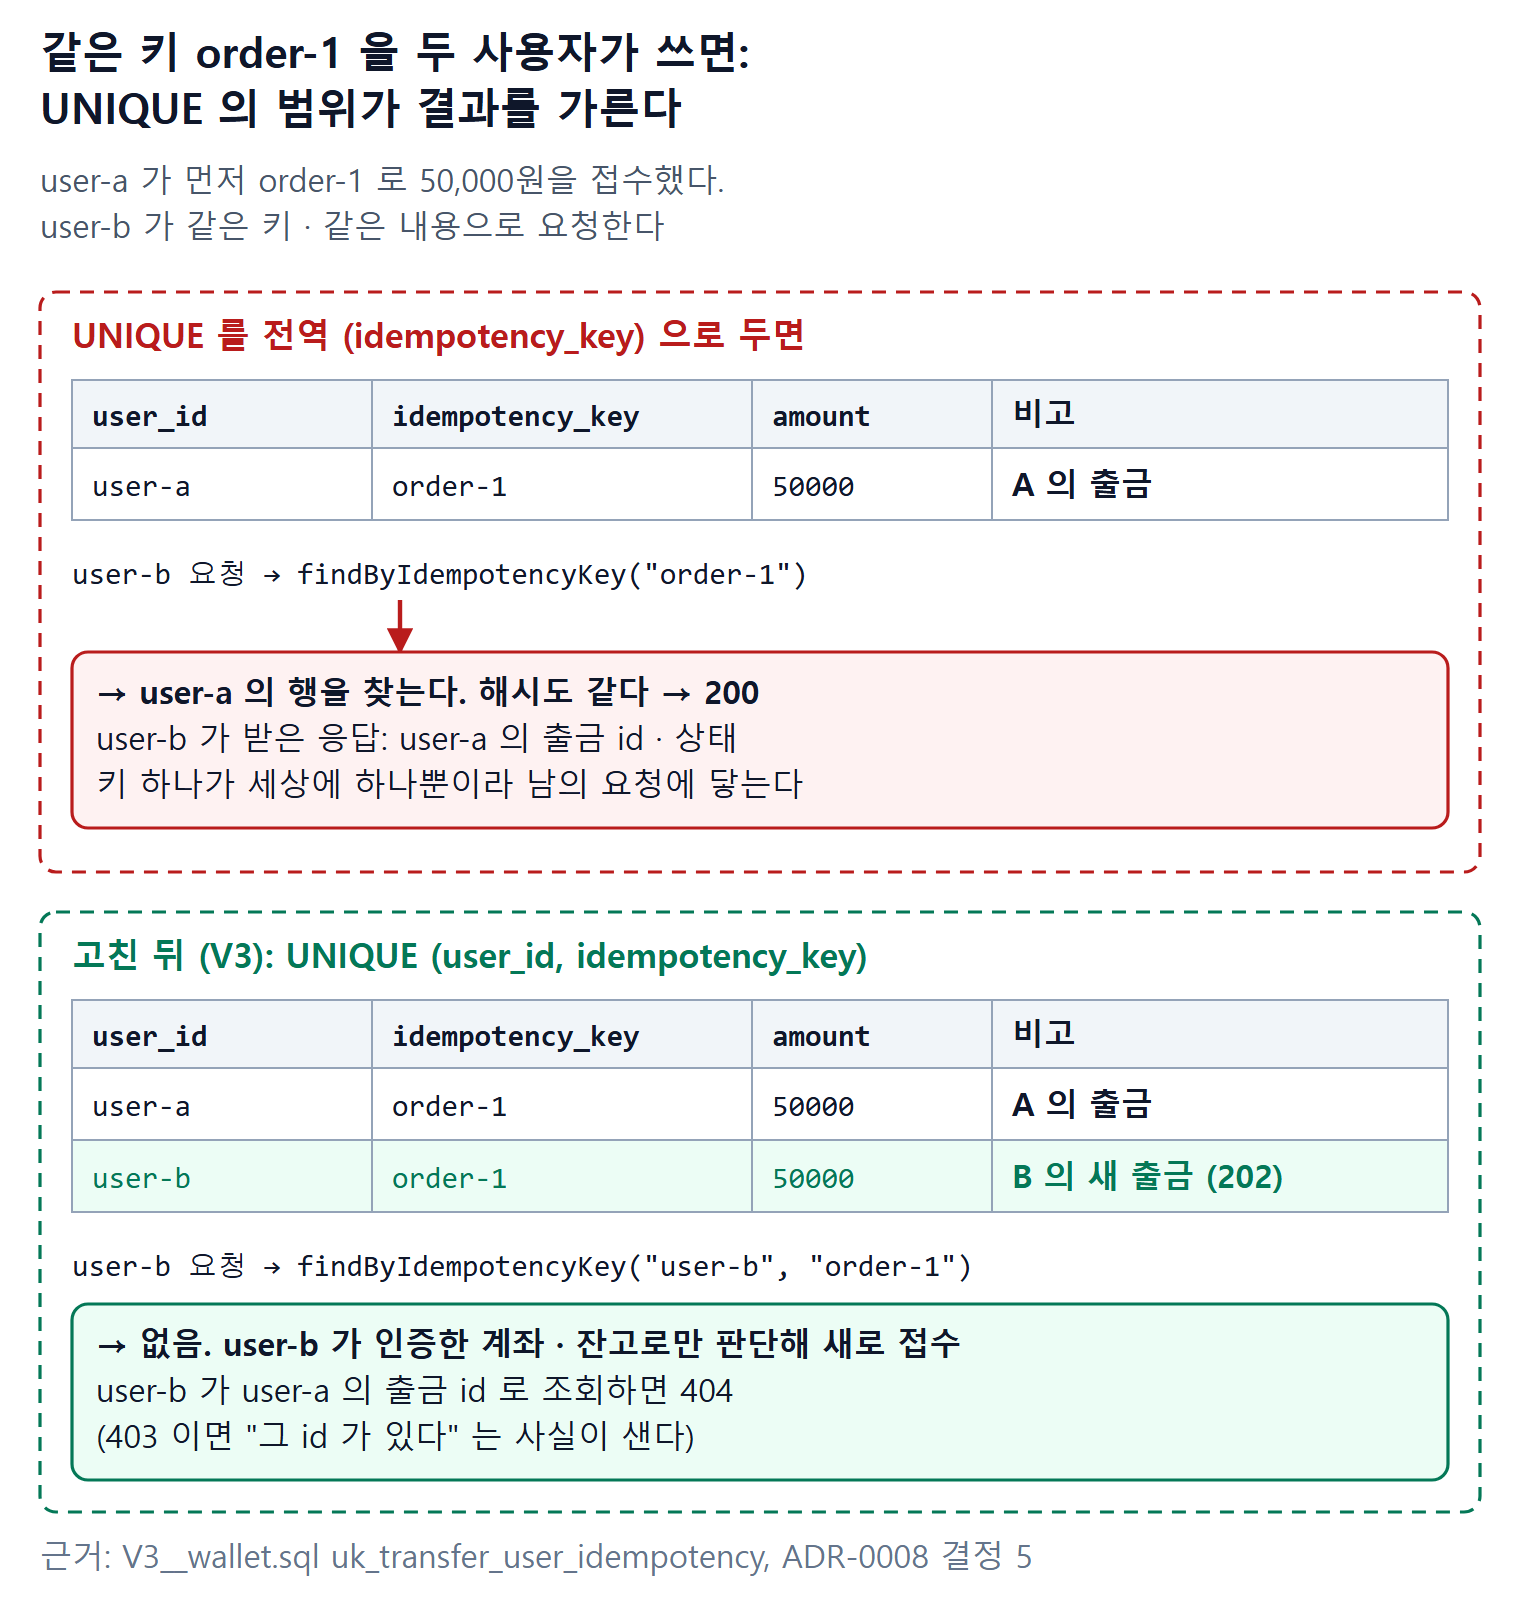 같은 키 order-1 을 두 사용자가 쓰면:
UNIQUE 의 범위가 결과를 가른다
user-a 가 먼저 order-1 로 50,000원을 접수했다.
user-b 가 같은 키 · 같은 내용으로 요청한다
UNIQUE 를 전역 (idempotency_key) 으로 두면
user_id idempotency_key amount 비고
user-a order-1 50000 A 의 출금
user-b 요청 → findByIdempotencyKey("order-1")
→ user-a 의 행을 찾는다. 해시도 같다 → 200
user-b 가 받은 응답: user-a 의 출금 id · 상태
키 하나가 세상에 하나뿐이라 남의 요청에 닿는다
고친 뒤 (V3): UNIQUE (user_id, idempotency_key)
user_id idempotency_key amount 비고
user-a order-1 50000 A 의 출금
user-b order-1 50000 B 의 새 출금 (202)
user-b 요청 → findByIdempotencyKey("user-b", "order-1")
→ 없음. user-b 가 인증한 계좌 · 잔고로만 판단해 새로 접수
user-b 가 user-a 의 출금 id 로 조회하면 404
(403 이면 "그 id 가 있다" 는 사실이 샌다)
근거: V3__wallet.sql uk_transfer_user_idempotency, ADR-0008 결정 5